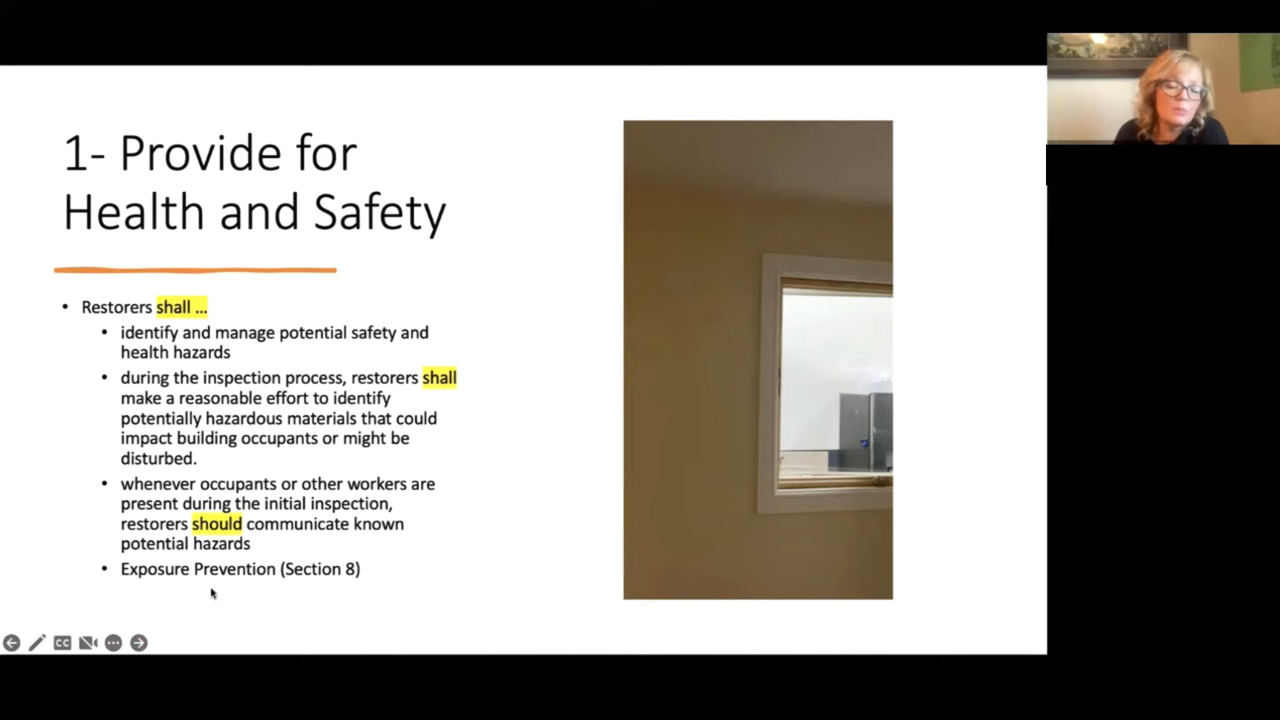 1- Provide for
Health and Safety
• Restorers shall ...
• identify and manage potential safety and
health hazards
• during the inspection process, restorers shall
make a reasonable effort to identify
potentially hazardous materials that could
impact building occupants or might be
disturbed.
• whenever occupants or other workers are
present during the initial inspection,
restorers should communicate known
potential hazards
• Exposure Prevention (Section 8)
CC